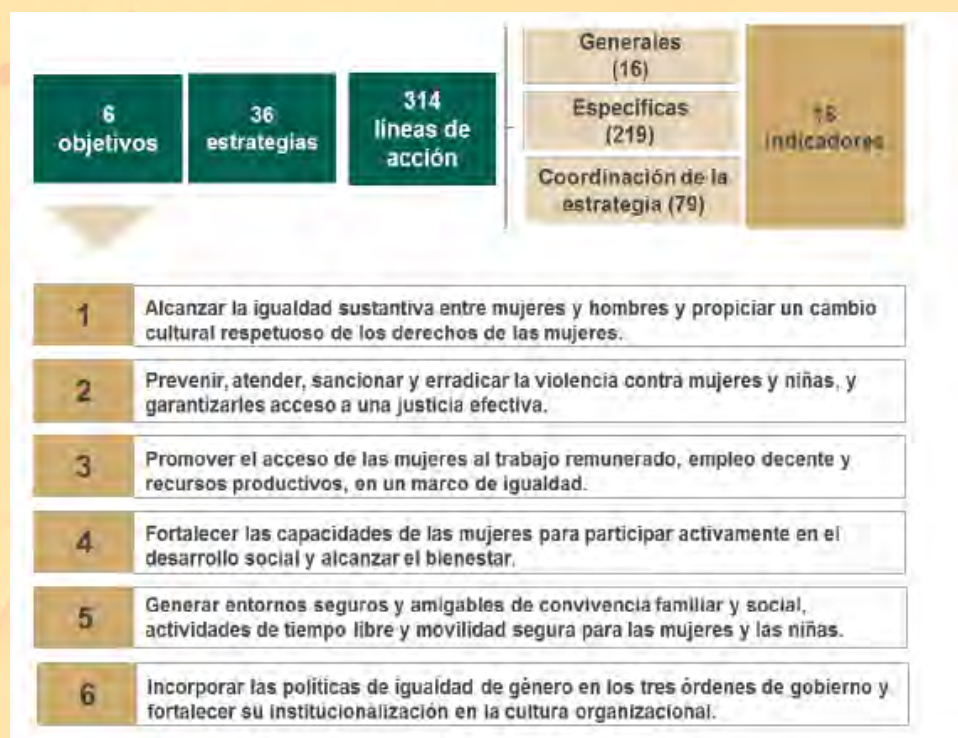 6
objetivos
36
estrategias
314
líneas de
acción
Generales
(16)
Específicas
(219)
Coordinación de la
estrategia (79)
indicadores
1
Alcanzar la igualdad sustantiva entre mujeres y hombres y propiciar un cambio
cultural respetuoso de los derechos de las mujeres.
2
Prevenir, atender, sancionar y erradicar la violencia contra mujeres y niñas, y
garantizarles acceso a una justicia efectiva.
3
Promover el acceso de las mujeres al trabajo remunerado, empleo decente y
recursos productivos, en un marco de igualdad.
4
Fortalecer las capacidades de las mujeres para participar activamente en el
desarrollo social y alcanzar el bienestar.
5
Generar entornos seguros y amigables de convivencia familiar y social,
actividades de tiempo libre y movilidad segura para las mujeres y las niñas.
6
Incorporar las políticas de igualdad de género en los tres órdenes de gobierno y
fortalecer su institucionalización en la cultura organizacional.